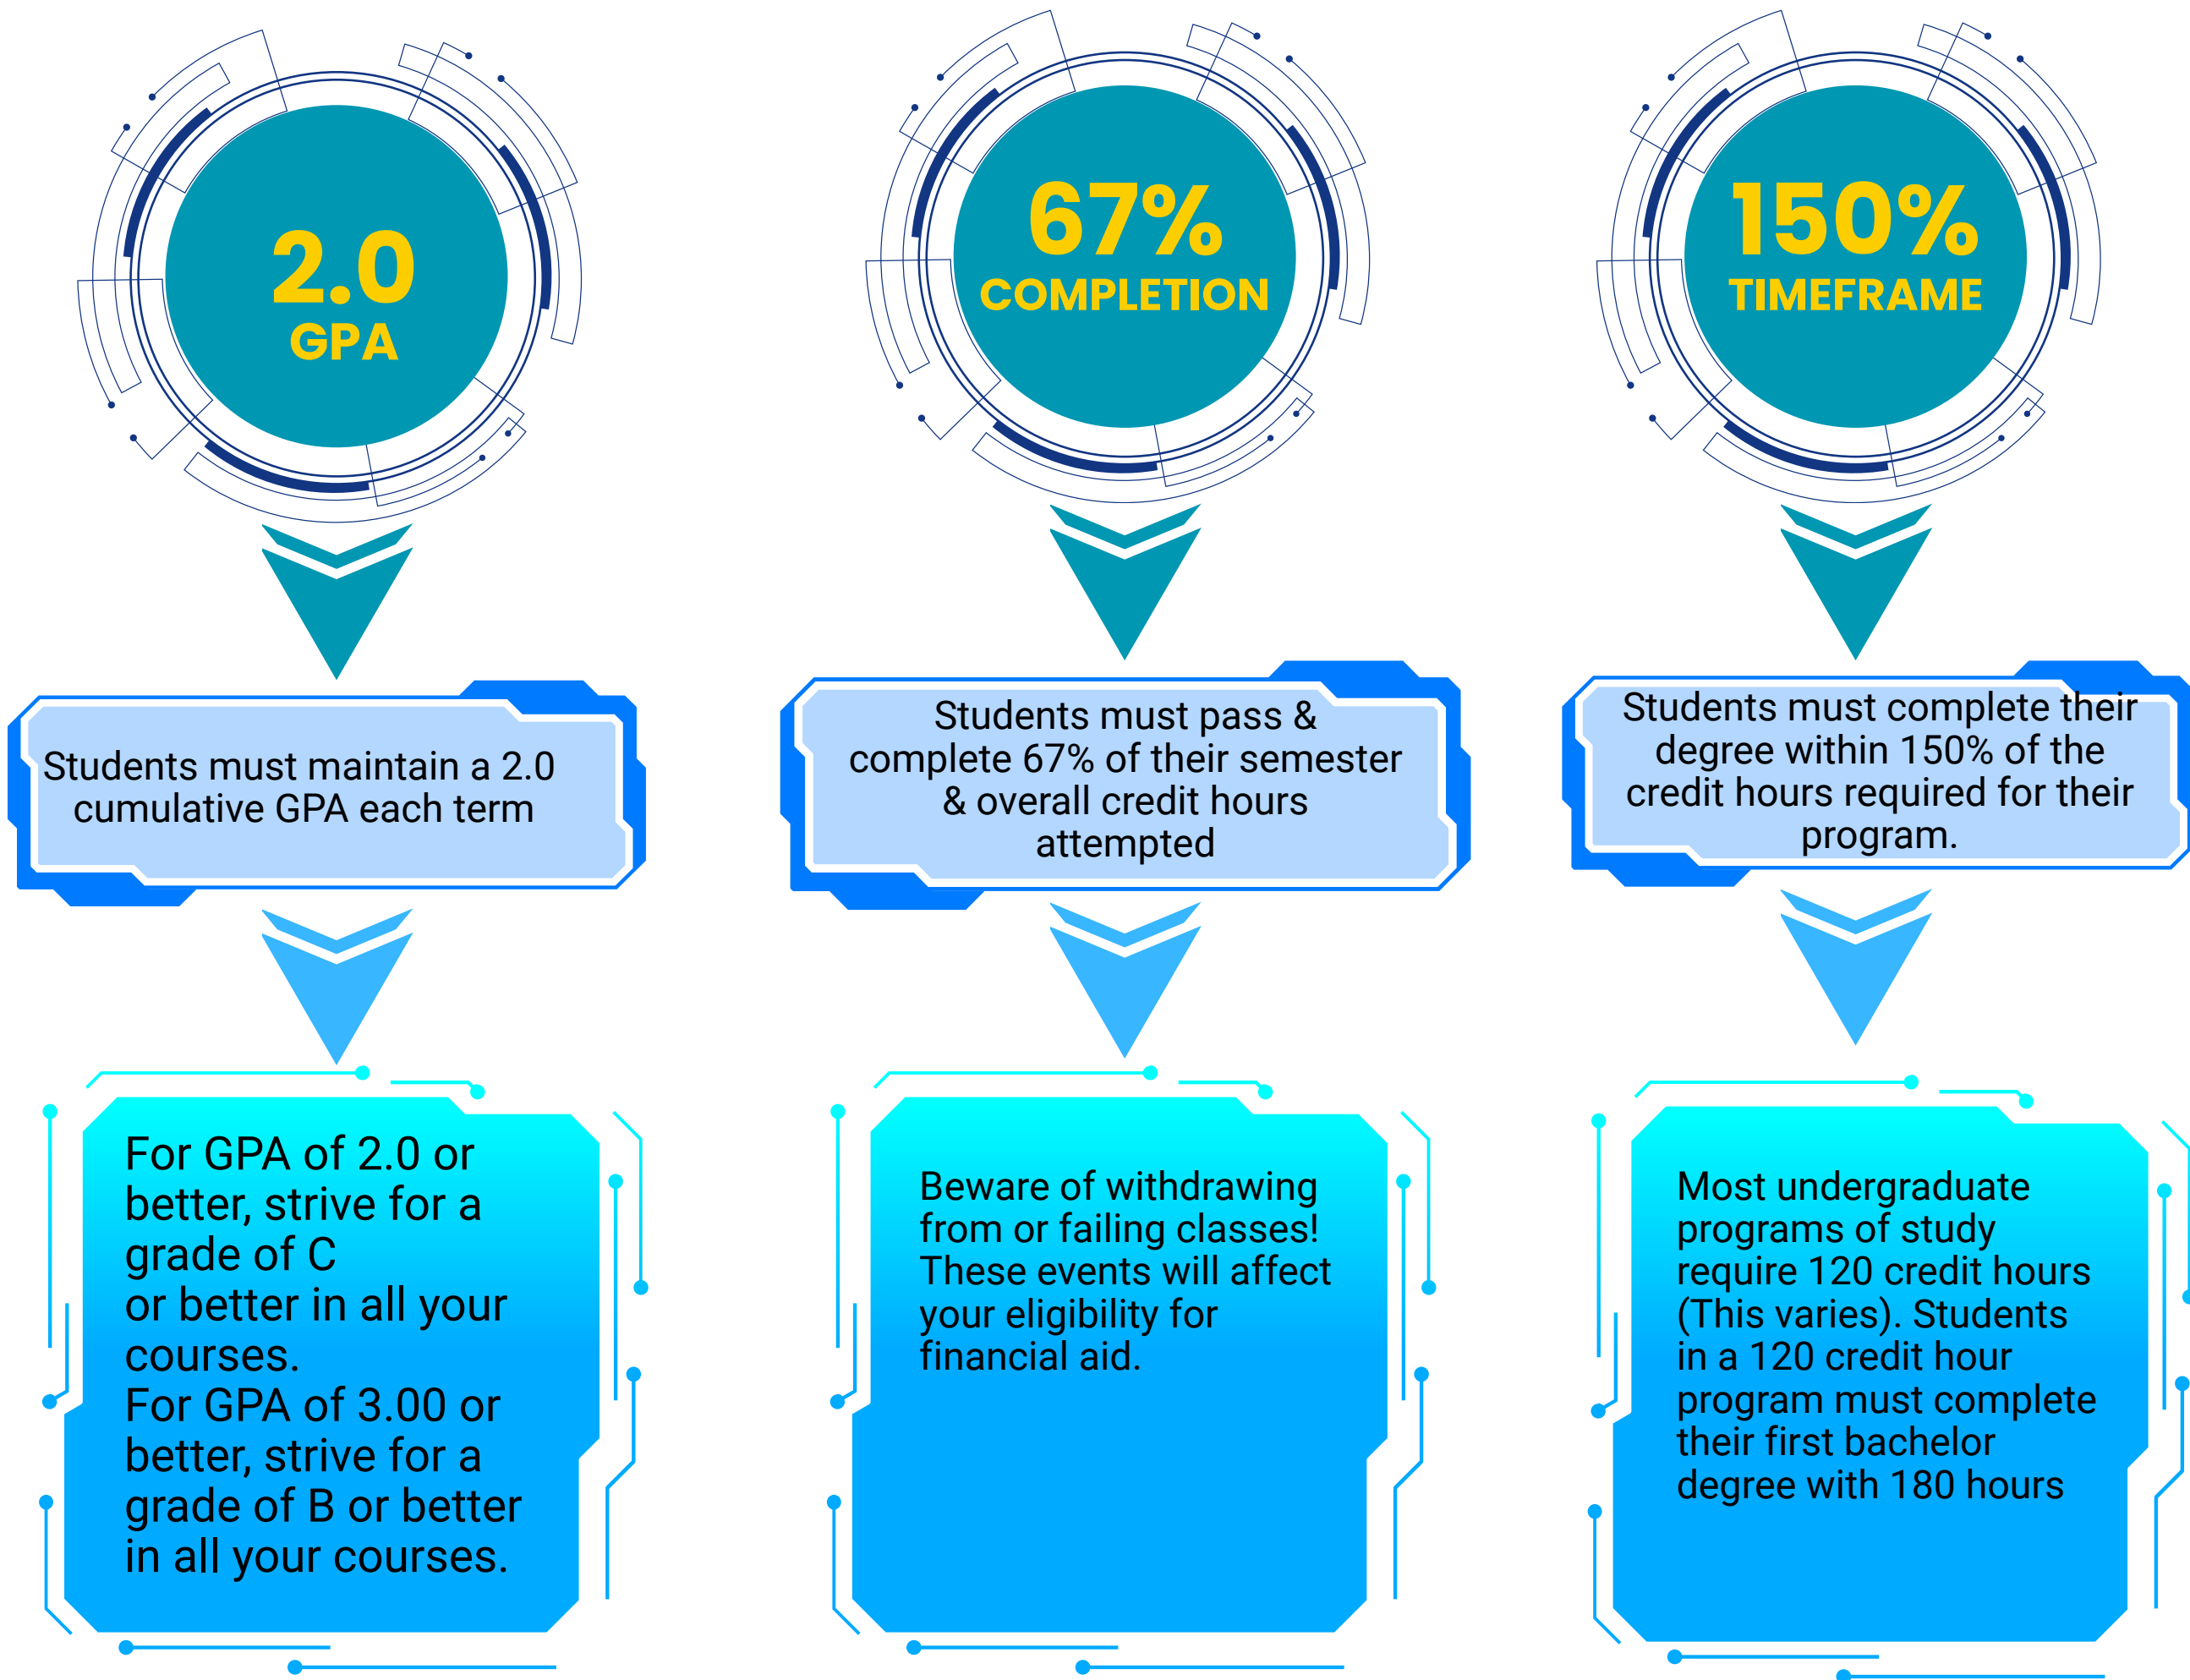 2.0
GPA
Students must maintain a 2.0
cumulative GPA each term
For GPA of 2.0 or
better, strive for a
grade of C
or better in all your
courses.
For GPA of 3.00 or
better, strive for a
grade of B or better
in all your courses.
67%
COMPLETION
Students must pass &
complete 67% of their semester
& overall credit hours
attempted
Beware of withdrawing
from or failing classes!
These events will affect
your eligibility for
financial aid.
150%
TIMEFRAME
Students must complete their
degree within 150% of the
credit hours required for their
program.
Most undergraduate
programs of study
require 120 credit hours
(This varies). Students
in a 120 credit hour
program must complete
their first bachelor
degree with 180 hours